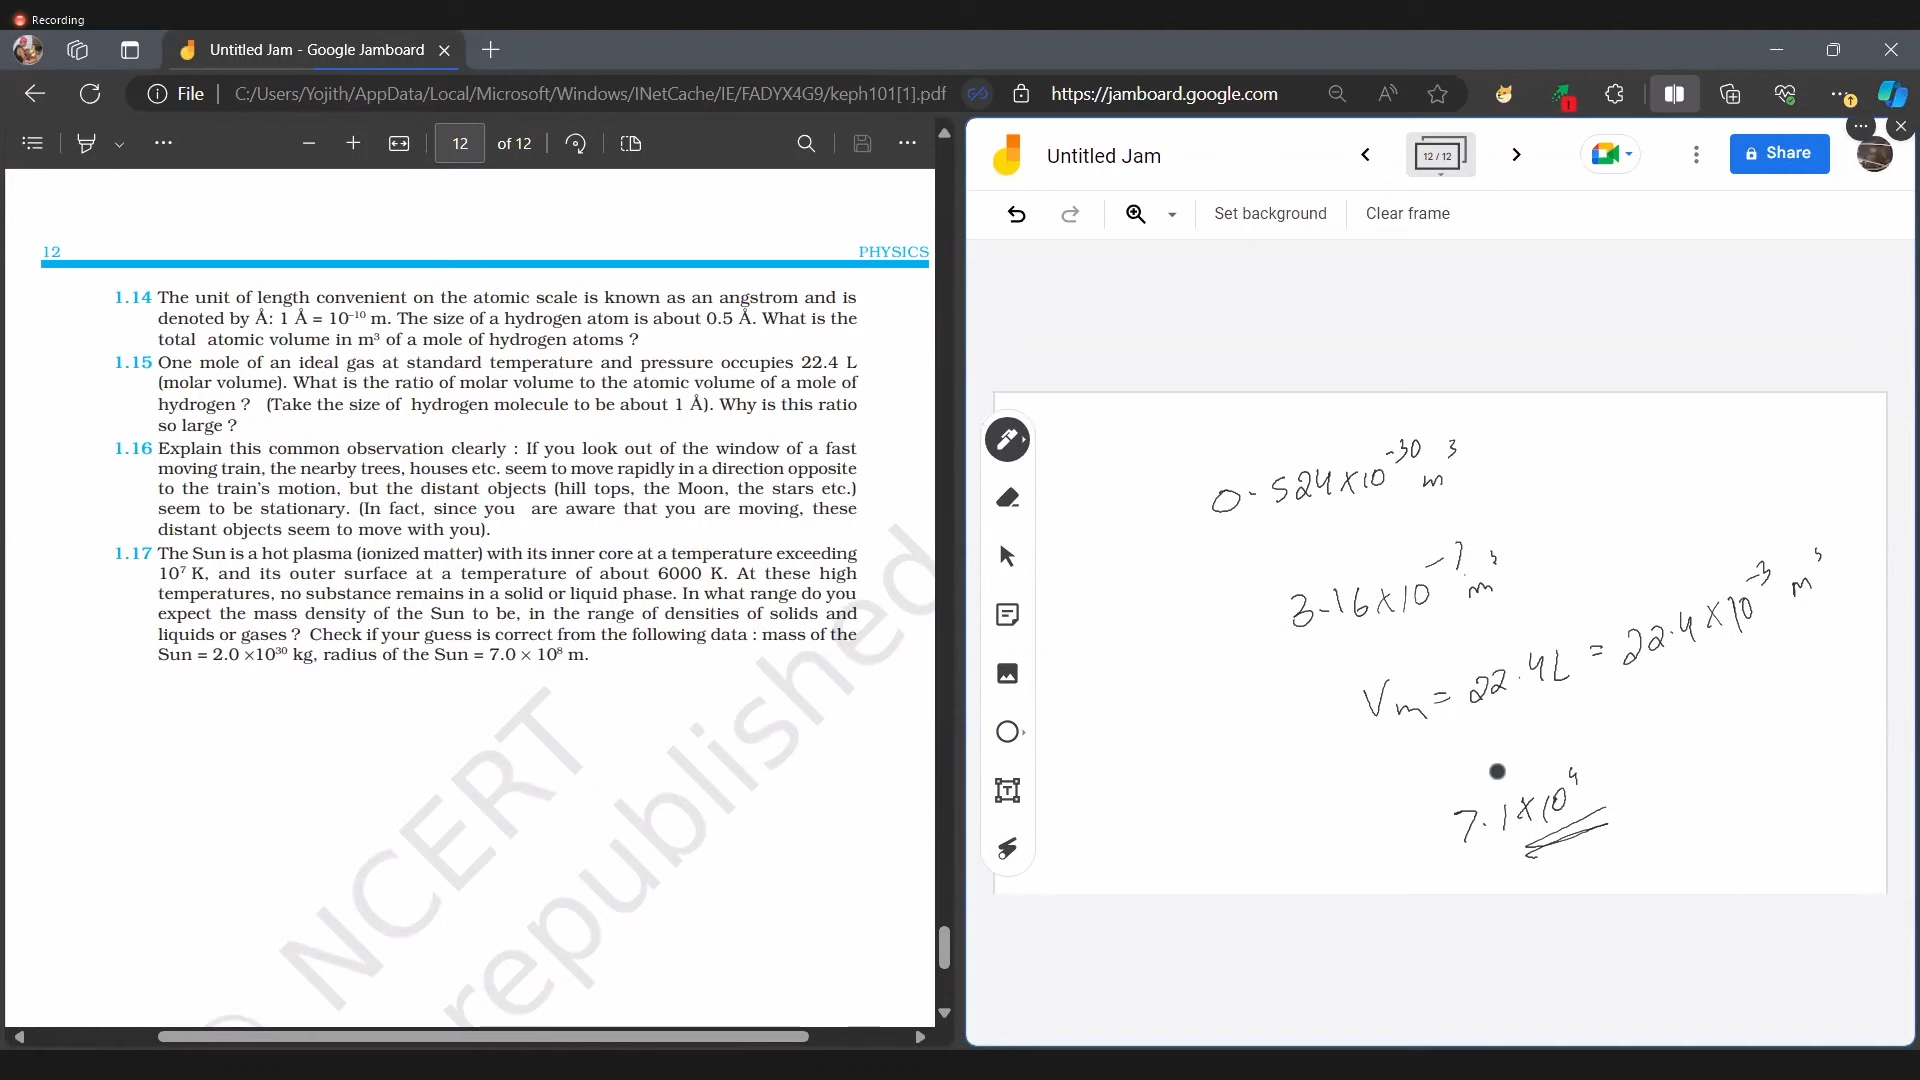 Recording
Untitled Jam - Google Jamboard
File C:/Users/Yojith/AppData/Local/Microsoft/Windows/INetCache/IE/FADYX4G9/keph101[1].pdf
https://jamboard.google.com
12 of 12
Untitled Jam
12 / 12
Share
Set background
Clear frame
12 PHYSICS
1.14 The unit of length convenient on the atomic scale is known as an angstrom and is
denoted by Å: 1 Å = 10⁻¹⁰ m. The size of a hydrogen atom is about 0.5 Å. What is the
total atomic volume in m³ of a mole of hydrogen atoms ?
1.15 One mole of an ideal gas at standard temperature and pressure occupies 22.4 L
(molar volume). What is the ratio of molar volume to the atomic volume of a mole of
hydrogen ? (Take the size of hydrogen molecule to be about 1 Å). Why is this ratio
so large ?
1.16 Explain this common observation clearly : If you look out of the window of a fast
moving train, the nearby trees, houses etc. seem to move rapidly in a direction opposite
to the train's motion, but the distant objects (hill tops, the Moon, the stars etc.)
seem to be stationary. (In fact, since you are aware that you are moving, these
distant objects seem to move with you).
1.17 The Sun is a hot plasma (ionized matter) with its inner core at a temperature exceeding
10⁷ K, and its outer surface at a temperature of about 6000 K. At these high
temperatures, no substance remains in a solid or liquid phase. In what range do you
expect the mass density of the Sun to be, in the range of densities of solids and
liquids or gases ? Check if your guess is correct from the following data : mass of the
Sun = 2.0 ×10³⁰ kg, radius of the Sun = 7.0 × 10⁸ m.
NCERT
republished
0.524×10⁻³⁰ m³
3.16×10⁻⁷ m³
Vm = 22.4L = 22.4×10⁻³ m³
7.1×10⁴